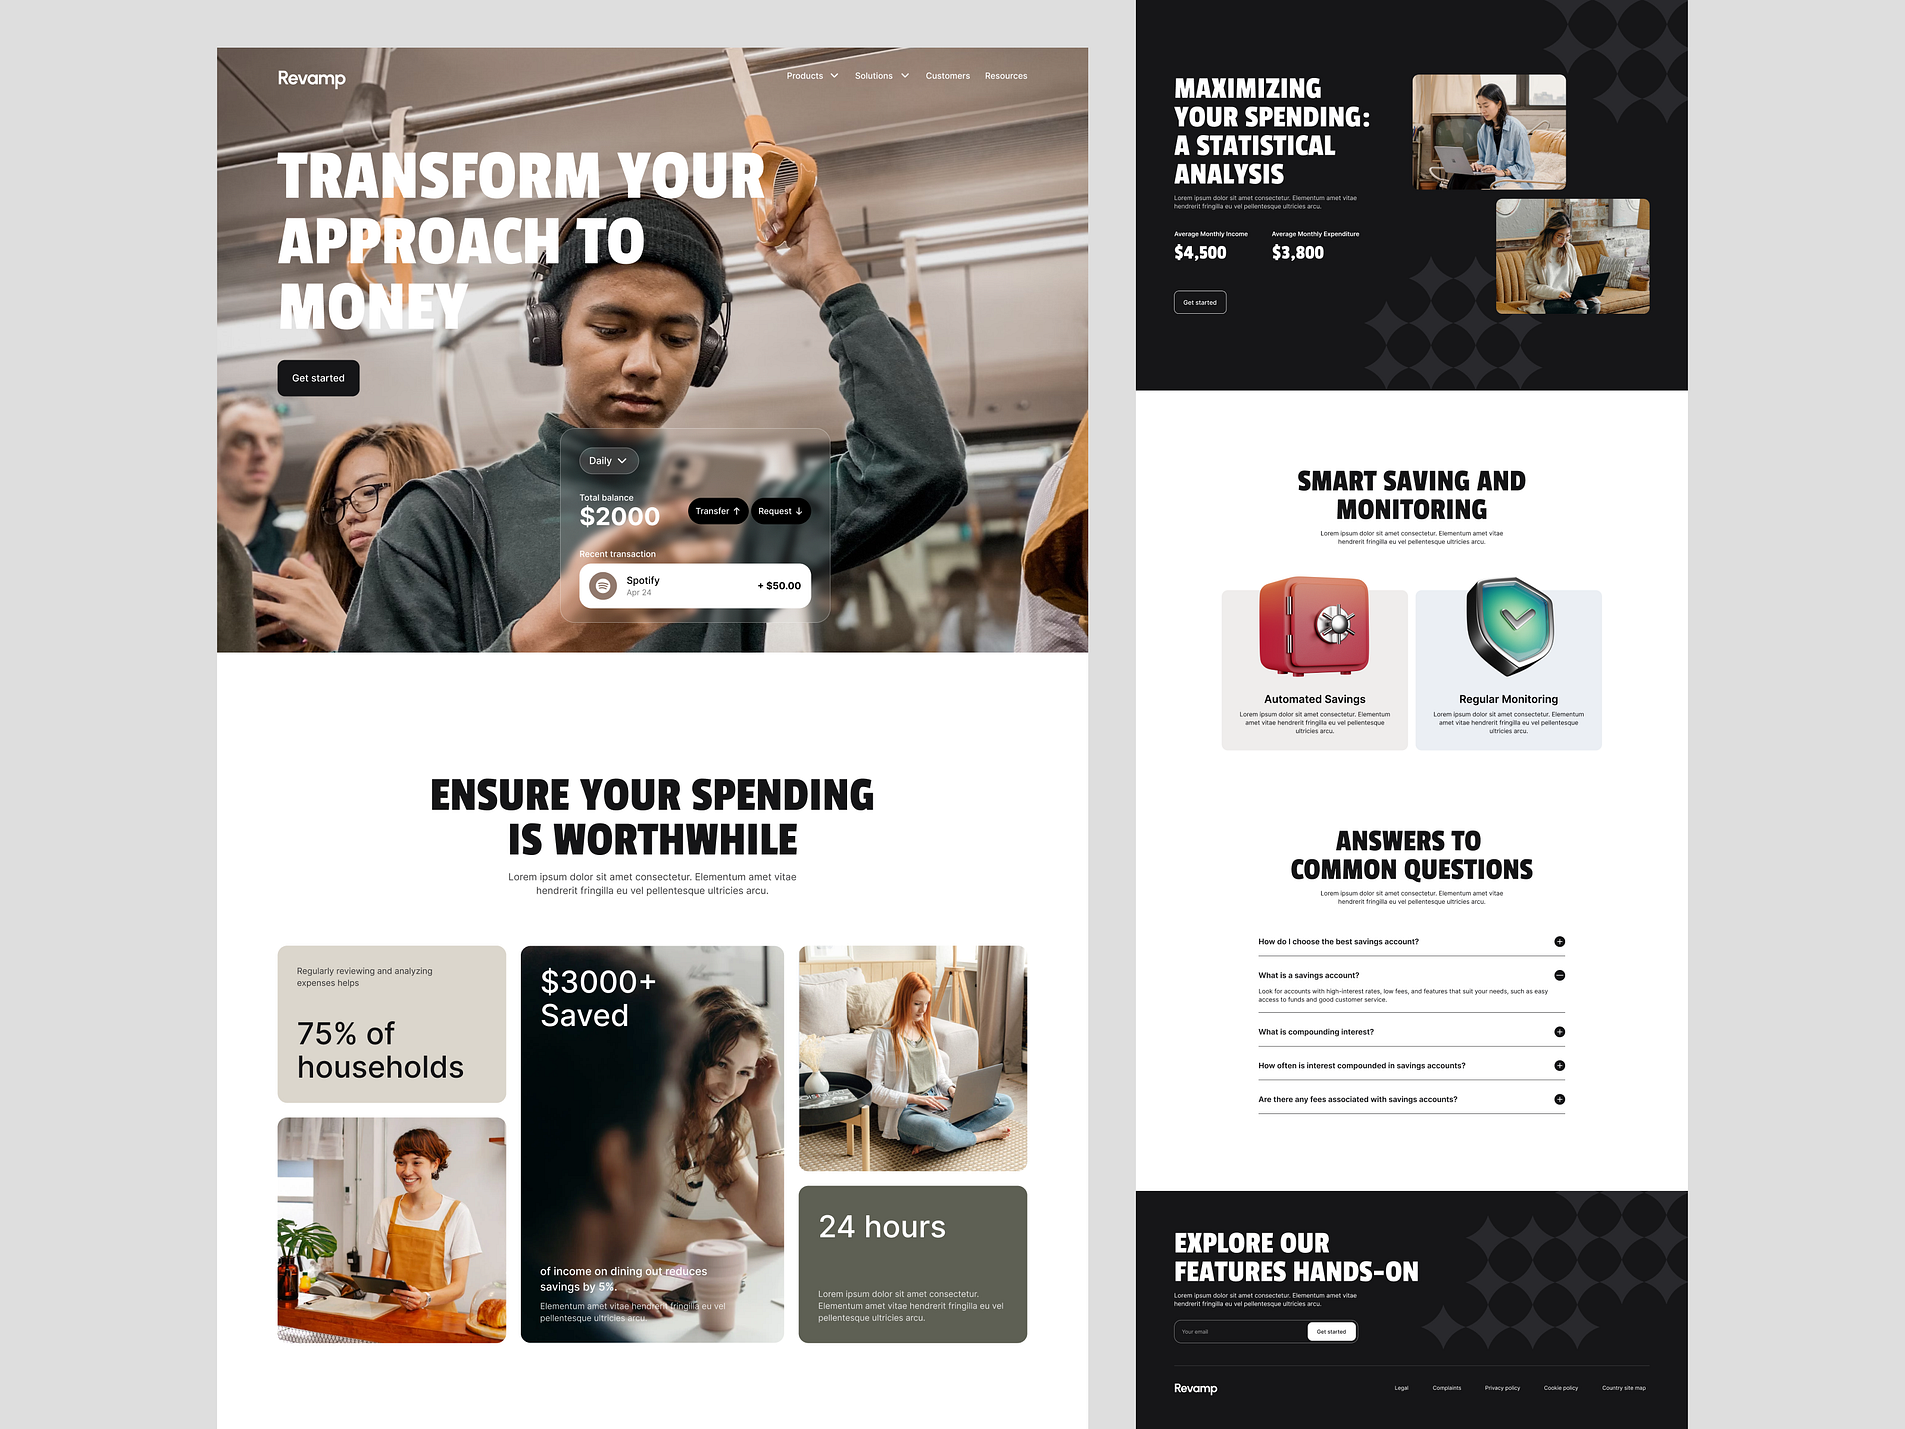 Revamp
Products
Solutions
Customers
Resources
TRANSFORM YOUR
APPROACH TO
MONEY
Get started
Daily
Total balance
$2000
Transfer ↑
Request ↓
Recent transaction
Spotify
Apr 24
+ $50.00
ENSURE YOUR SPENDING
IS WORTHWHILE
Lorem ipsum dolor sit amet consectetur. Elementum amet vitae
hendrerit fringilla eu vel pellentesque ultricies arcu.
Regularly reviewing and analyzing
expenses helps
75% of
households
$3000+
Saved
of income on dining out reduces
savings by 5%.
Elementum amet vitae hendrerit fringilla eu vel
pellentesque ultricies arcu.
24 hours
Lorem ipsum dolor sit amet consectetur.
Elementum amet vitae hendrerit fringilla eu vel
pellentesque ultricies arcu.
MAXIMIZING
YOUR SPENDING:
A STATISTICAL
ANALYSIS
Lorem ipsum dolor sit amet consectetur. Elementum amet vitae
hendrerit fringilla eu vel pellentesque ultricies arcu.
Average Monthly Income
$4,500
Average Monthly Expenditure
$3,800
Get started
SMART SAVING AND
MONITORING
Lorem ipsum dolor sit amet consectetur. Elementum amet vitae
hendrerit fringilla eu vel pellentesque ultricies arcu.
Automated Savings
Lorem ipsum dolor sit amet consectetur. Elementum
amet vitae hendrerit fringilla eu vel pellentesque
ultricies arcu.
Regular Monitoring
Lorem ipsum dolor sit amet consectetur. Elementum
amet vitae hendrerit fringilla eu vel pellentesque
ultricies arcu.
ANSWERS TO
COMMON QUESTIONS
Lorem ipsum dolor sit amet consectetur. Elementum amet vitae
hendrerit fringilla eu vel pellentesque ultricies arcu.
How do I choose the best savings account?
What is a savings account?
Look for accounts with high-interest rates, low fees, and features that suit your needs, such as easy
access to funds and good customer service.
What is compounding interest?
How often is interest compounded in savings accounts?
Are there any fees associated with savings accounts?
EXPLORE OUR
FEATURES HANDS-ON
Lorem ipsum dolor sit amet consectetur. Elementum amet vitae
hendrerit fringilla eu vel pellentesque ultricies arcu.
Your email
Get started
Revamp
Legal
Complaints
Privacy policy
Cookie policy
Country site map